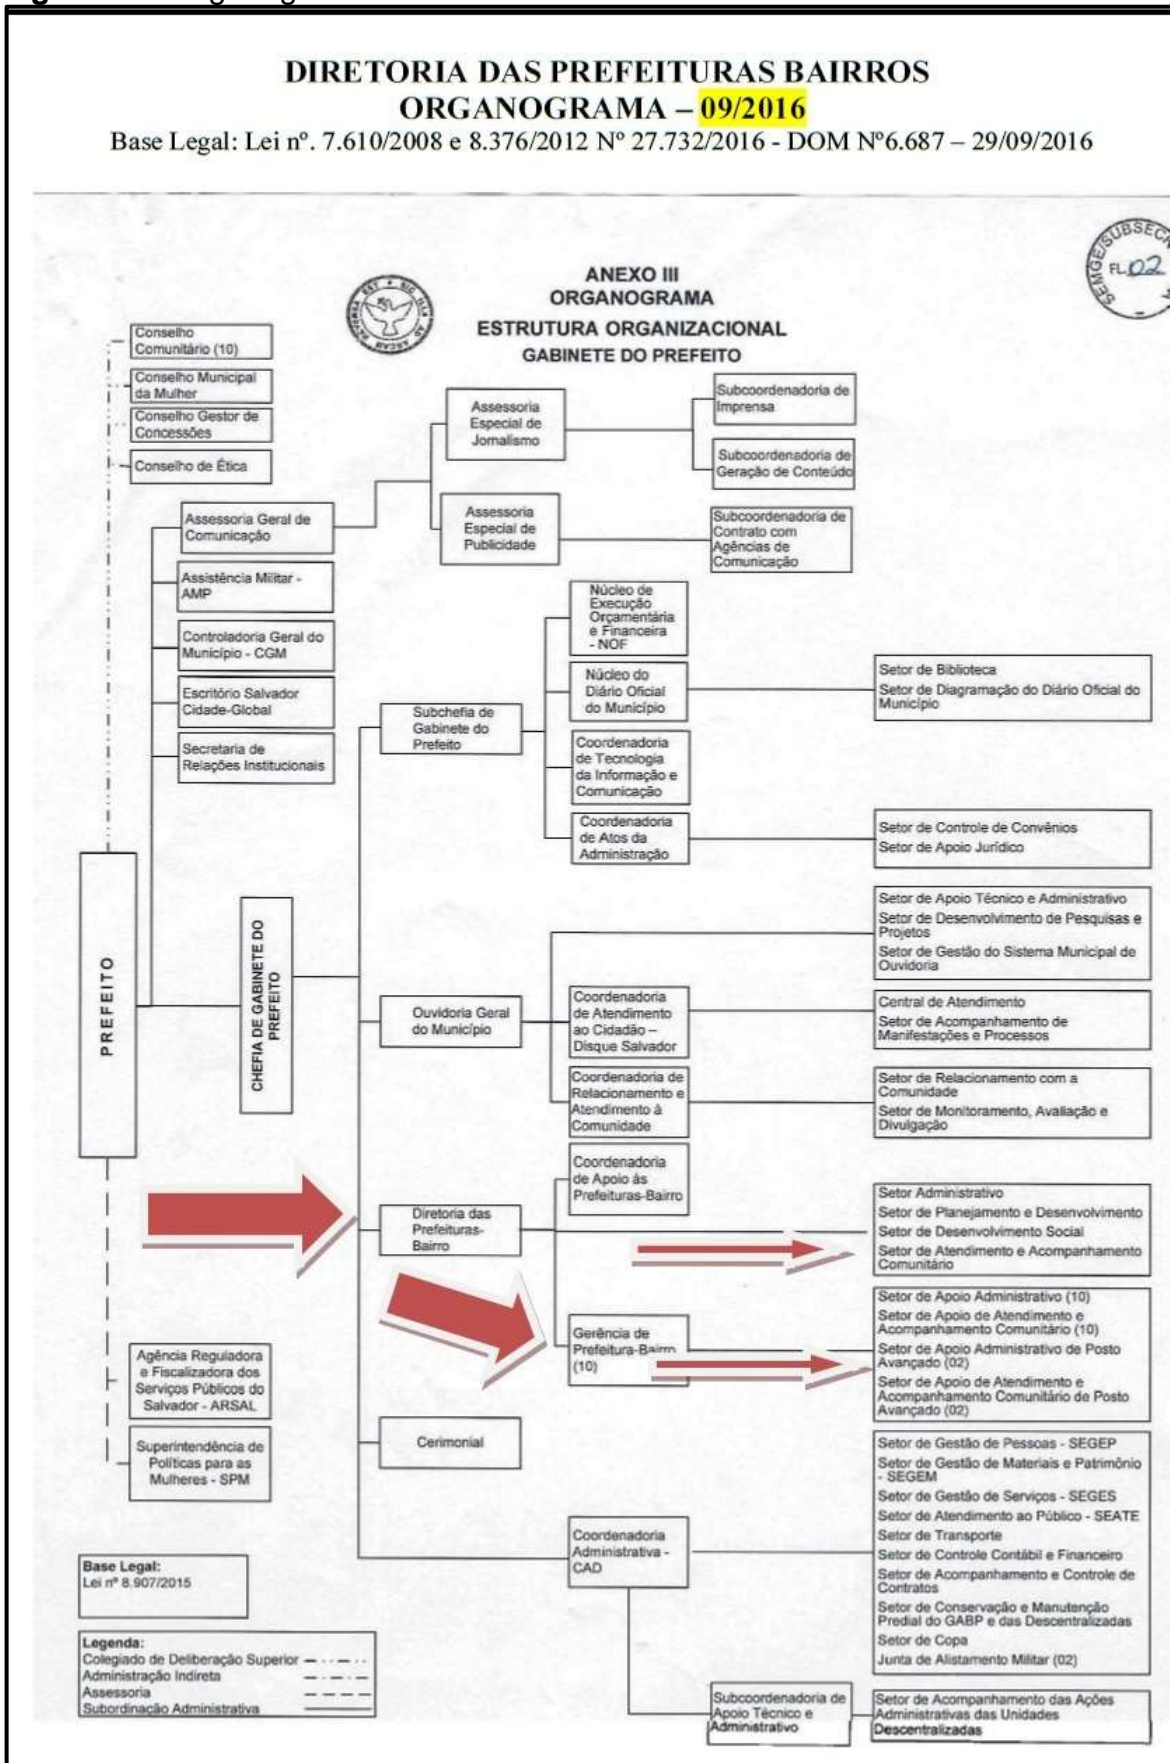 DIRETORIA DAS PREFEITURAS BAIRROS
ORGANOGRAMA – 09/2016
Base Legal: Lei nº. 7.610/2008 e 8.376/2012 Nº 27.732/2016 - DOM Nº6.687 – 29/09/2016
SEMGE/SUBSEC
FL. 02
ANEXO III
ORGANOGRAMA
ESTRUTURA ORGANIZACIONAL
GABINETE DO PREFEITO
Conselho
Comunitário (10)
Conselho Municipal
da Mulher
Conselho Gestor de
Concessões
Conselho de Ética
Assessoria
Especial de
Jornalismo
Subcoordenadoria de
Imprensa
Subcoordenadoria de
Geração de Conteúdo
Assessoria Geral de
Comunicação
Assessoria
Especial de
Publicidade
Subcoordenadoria de
Contrato com
Agências de
Comunicação
Assistência Militar -
AMP
Controladoria Geral do
Município - CGM
Escritório Salvador
Cidade-Global
Secretaria de
Relações Institucionais
Subchefia de
Gabinete do
Prefeito
Núcleo de
Execução
Orçamentária
e Financeira
- NOF
Núcleo do
Diário Oficial
do Município
Setor de Biblioteca
Setor de Diagramação do Diário Oficial do
Município
Coordenadoria
de Tecnologia
da Informação e
Comunicação
Coordenadoria
de Atos da
Administração
Setor de Controle de Convênios
Setor de Apoio Jurídico
PREFEITO
CHEFIA DE GABINETE DO
PREFEITO
Ouvidoria Geral
do Município
Setor de Apoio Técnico e Administrativo
Setor de Desenvolvimento de Pesquisas e
Projetos
Setor de Gestão do Sistema Municipal de
Ouvidoria
Coordenadoria
de Atendimento
ao Cidadão –
Disque Salvador
Central de Atendimento
Setor de Acompanhamento de
Manifestações e Processos
Coordenadoria de
Relacionamento e
Atendimento à
Comunidade
Setor de Relacionamento com a
Comunidade
Setor de Monitoramento, Avaliação e
Divulgação
Diretoria das
Prefeituras-
Bairro
Coordenadoria
de Apoio às
Prefeituras-Bairro
Setor Administrativo
Setor de Planejamento e Desenvolvimento
Setor de Desenvolvimento Social
Setor de Atendimento e Acompanhamento
Comunitário
Gerência de
Prefeitura-Bairro
(10)
Setor de Apoio Administrativo (10)
Setor de Apoio de Atendimento e
Acompanhamento Comunitário (10)
Setor de Apoio Administrativo de Posto
Avançado (02)
Setor de Apoio de Atendimento e
Acompanhamento Comunitário de Posto
Avançado (02)
Agência Reguladora
e Fiscalizadora dos
Serviços Públicos do
Salvador - ARSAL
Superintendência de
Políticas para as
Mulheres - SPM
Cerimonial
Coordenadoria
Administrativa -
CAD
Setor de Gestão de Pessoas - SEGEP
Setor de Gestão de Materiais e Patrimônio
- SEGEM
Setor de Gestão de Serviços - SEGES
Setor de Atendimento ao Público - SEATE
Setor de Transporte
Setor de Controle Contábil e Financeiro
Setor de Acompanhamento e Controle de
Contratos
Setor de Conservação e Manutenção
Predial do GABP e das Descentralizadas
Setor de Copa
Junta de Alistamento Militar (02)
Subcoordenadoria de
Apoio Técnico e
Administrativo
Setor de Acompanhamento das Ações
Administrativas das Unidades
Descentralizadas
Base Legal:
Lei nº 8.907/2015
Legenda:
Colegiado de Deliberação Superior
Administração Indireta
Assessoria
Subordinação Administrativa